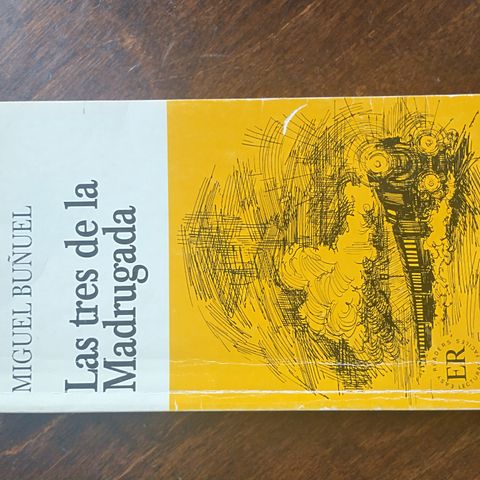 MIGUEL BUÑUEL
Las tres de la
Madrugada
ER